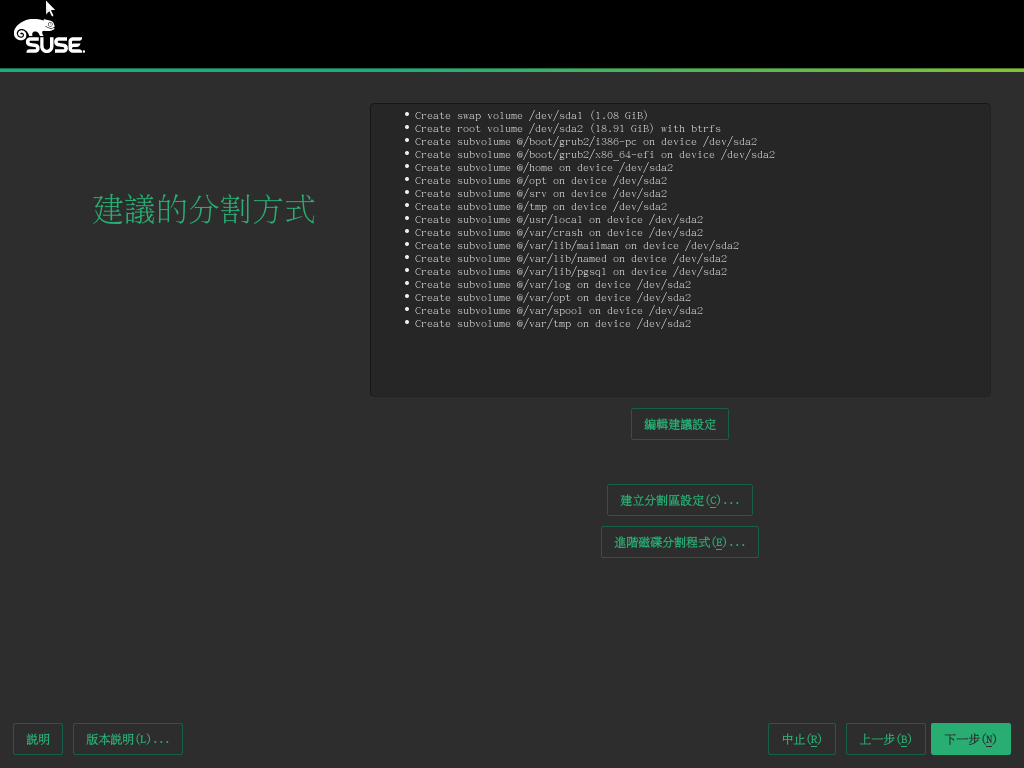 SUSE.
建議的分割方式
Create swap volume /dev/sda1 (1.08 GiB)
Create root volume /dev/sda2 (18.91 GiB) with btrfs
Create subvolume @/boot/grub2/i386-pc on device /dev/sda2
Create subvolume @/boot/grub2/x86_64-efi on device /dev/sda2
Create subvolume @/home on device /dev/sda2
Create subvolume @/opt on device /dev/sda2
Create subvolume @/srv on device /dev/sda2
Create subvolume @/tmp on device /dev/sda2
Create subvolume @/usr/local on device /dev/sda2
Create subvolume @/var/crash on device /dev/sda2
Create subvolume @/var/lib/mailman on device /dev/sda2
Create subvolume @/var/lib/named on device /dev/sda2
Create subvolume @/var/lib/pgsql on device /dev/sda2
Create subvolume @/var/log on device /dev/sda2
Create subvolume @/var/opt on device /dev/sda2
Create subvolume @/var/spool on device /dev/sda2
Create subvolume @/var/tmp on device /dev/sda2
編輯建議設定
建立分割區設定(C)...
進階磁碟分割程式(E)...
說明 版本說明(L)... 中止(R) 上一步(B) 下一步(N)